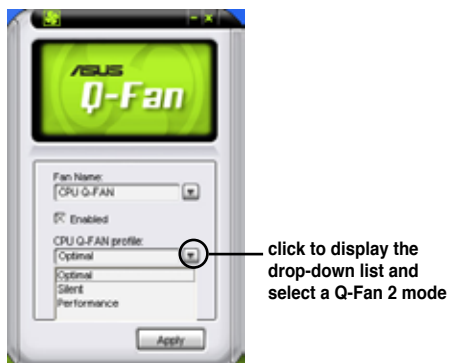 ASUS
Q-Fan
Fan Name:
CPU Q-FAN
Enabled
CPU Q-FAN profile:
Optimal
Optimal
Silent
Performance
Apply
click to display the
drop-down list and
select a Q-Fan 2 mode